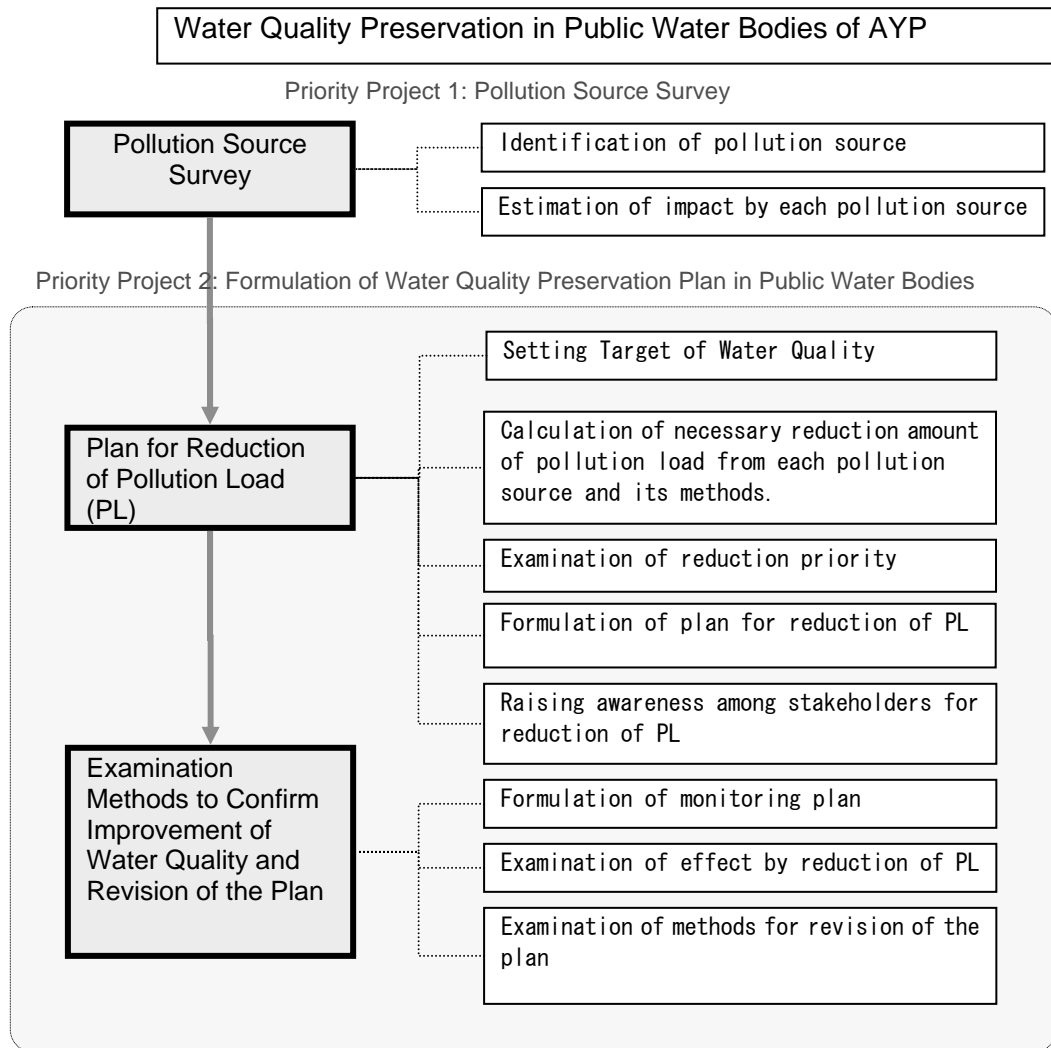 Water Quality Preservation in Public Water Bodies of AYP
Priority Project 1: Pollution Source Survey
Pollution Source
Survey
Identification of pollution source
Estimation of impact by each pollution source
Priority Project 2: Formulation of Water Quality Preservation Plan in Public Water Bodies
Plan for Reduction
of Pollution Load
(PL)
Setting Target of Water Quality
Calculation of necessary reduction amount
of pollution load from each pollution
source and its methods.
Examination of reduction priority
Formulation of plan for reduction of PL
Raising awareness among stakeholders for
reduction of PL
Examination
Methods to Confirm
Improvement of
Water Quality and
Revision of the Plan
Formulation of monitoring plan
Examination of effect by reduction of PL
Examination of methods for revision of the
plan